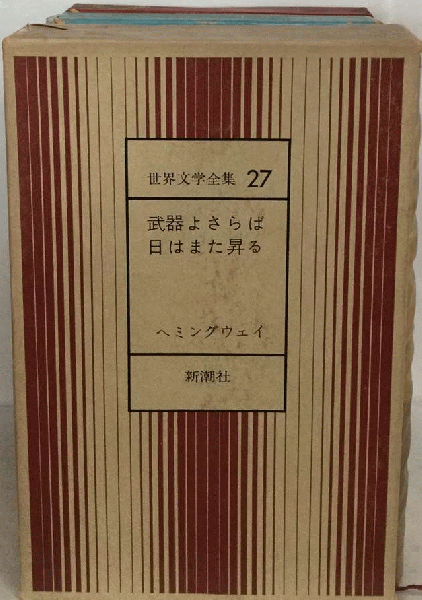 世界文学全集 27
武器よさらば
日はまた昇る
ヘミングウェイ
新潮社